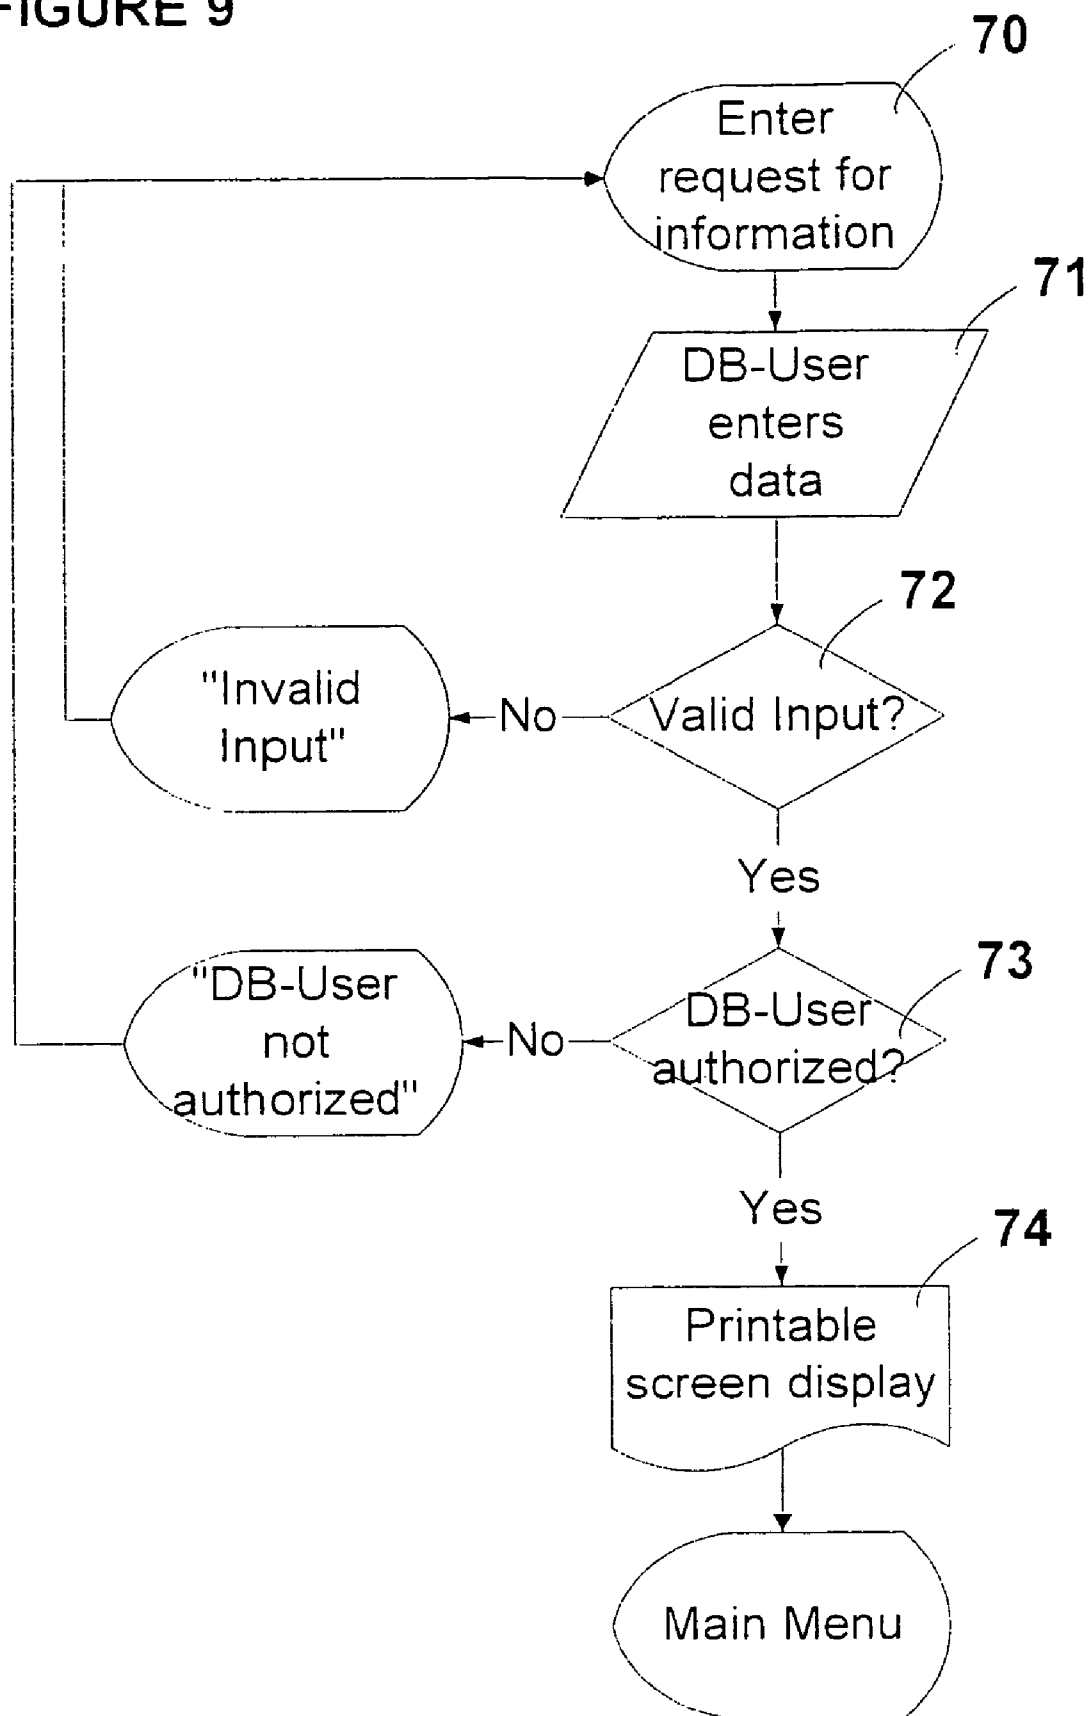 FIGURE 9
70
Enter
request for
information
71
DB-User
enters
data
72
Valid Input?
No
"Invalid
Input"
Yes
73
DB-User
authorized?
No
"DB-User
not
authorized"
Yes
74
Printable
screen display
Main Menu